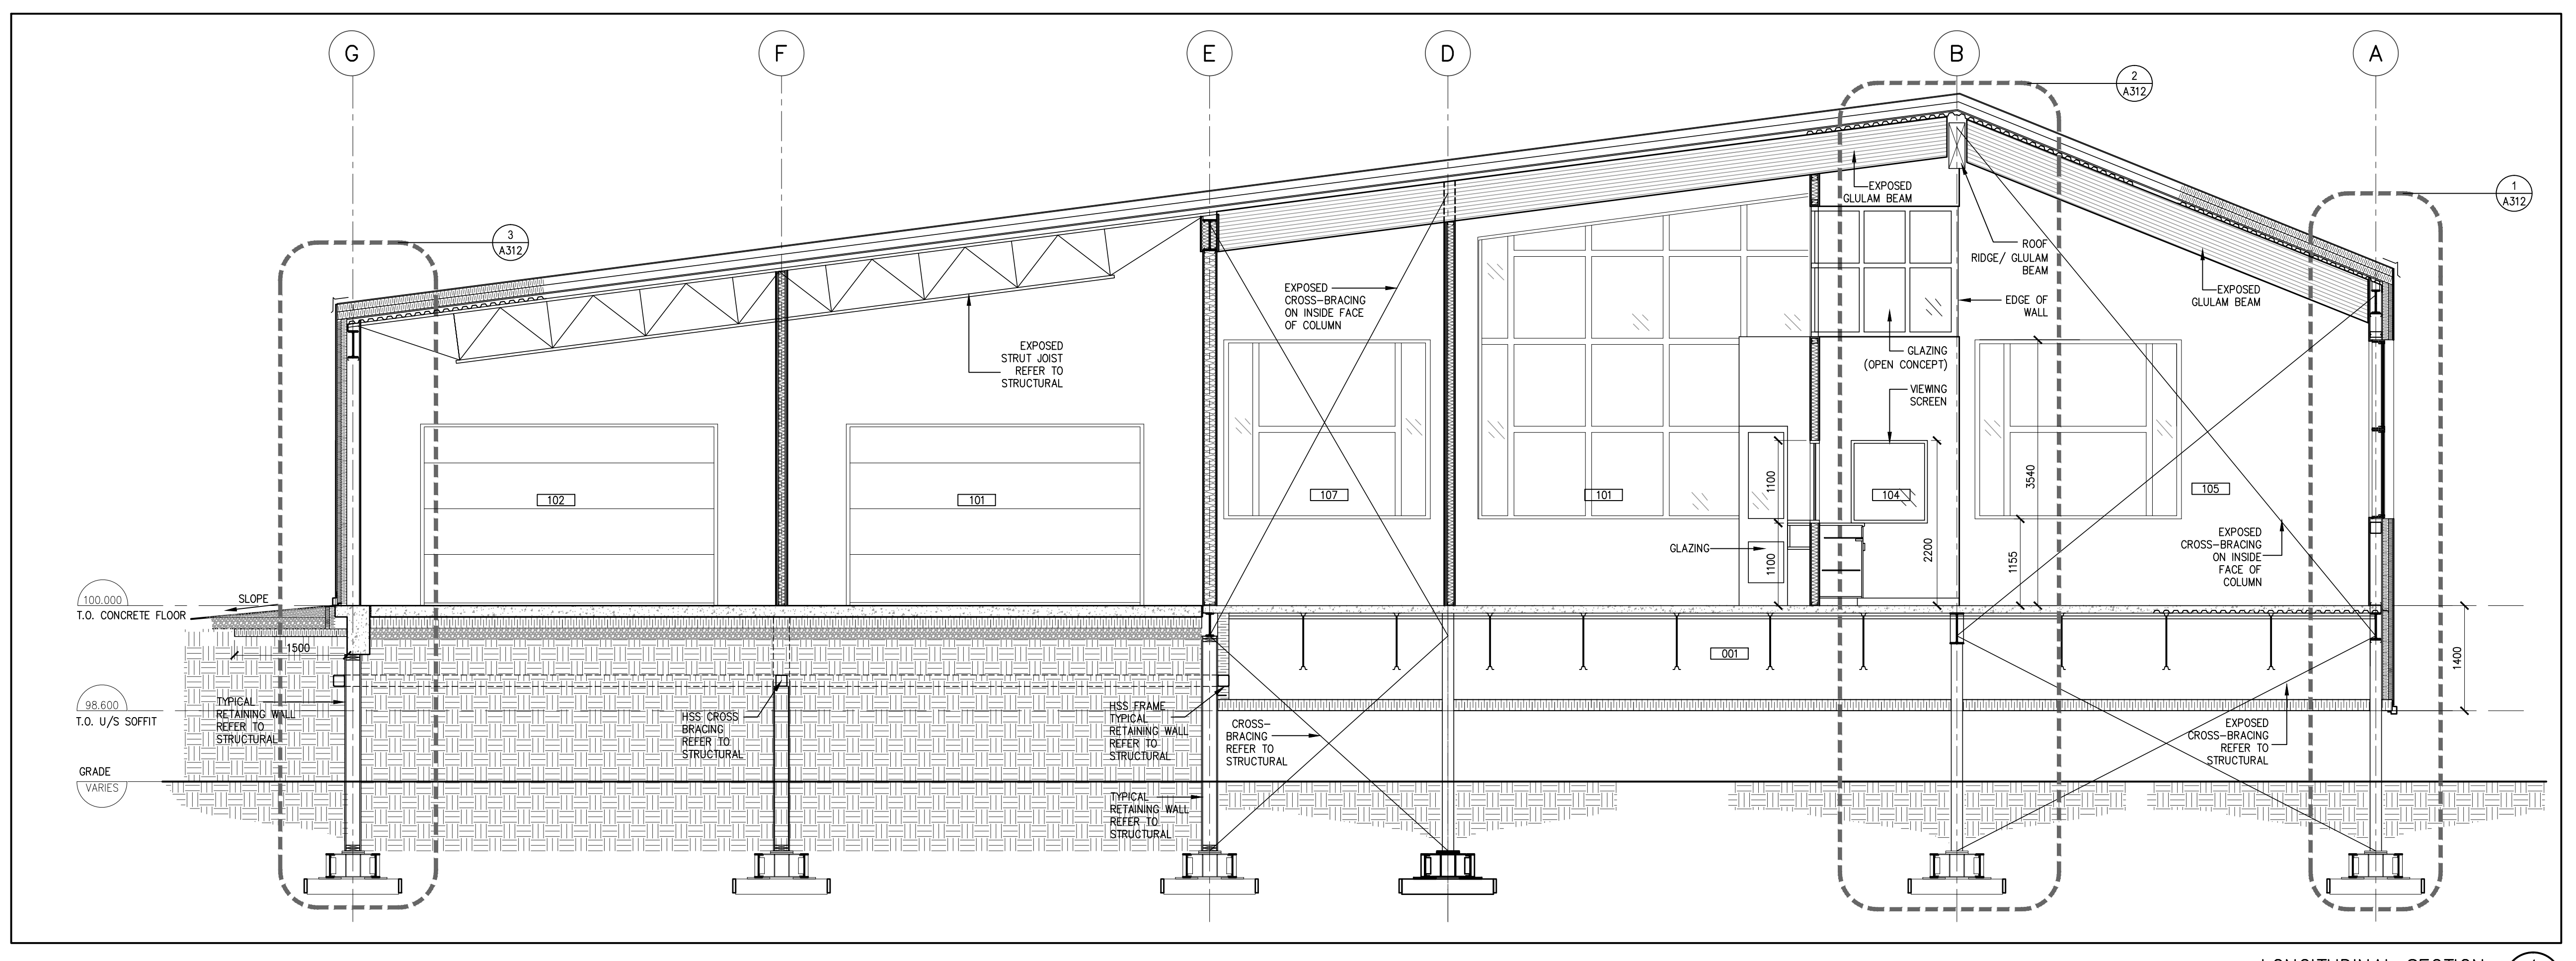 G
F
E
D
B
A
2
A312
1
A312
3
A312
EXPOSED
GLULAM BEAM
ROOF
RIDGE/ GLULAM
BEAM
EXPOSED
GLULAM BEAM
EXPOSED
CROSS-BRACING
ON INSIDE FACE
OF COLUMN
EDGE OF
WALL
EXPOSED
STRUT JOIST
REFER TO
STRUCTURAL
GLAZING
(OPEN CONCEPT)
VIEWING
SCREEN
102
101
107
101
104
105
1100
1100
2200
3540
1155
GLAZING
EXPOSED
CROSS-BRACING
ON INSIDE
FACE OF
COLUMN
100.000
T.O. CONCRETE FLOOR
SLOPE
1500
001
1400
98.600
T.O. U/S SOFFIT
TYPICAL
RETAINING WALL
REFER TO
STRUCTURAL
HSS CROSS
BRACING
REFER TO
STRUCTURAL
HSS FRAME
TYPICAL
RETAINING WALL
REFER TO
STRUCTURAL
CROSS-
BRACING
REFER TO
STRUCTURAL
EXPOSED
CROSS-BRACING
REFER TO
STRUCTURAL
GRADE
VARIES
TYPICAL
RETAINING WALL
REFER TO
STRUCTURAL
LONGITUDINAL SECTION